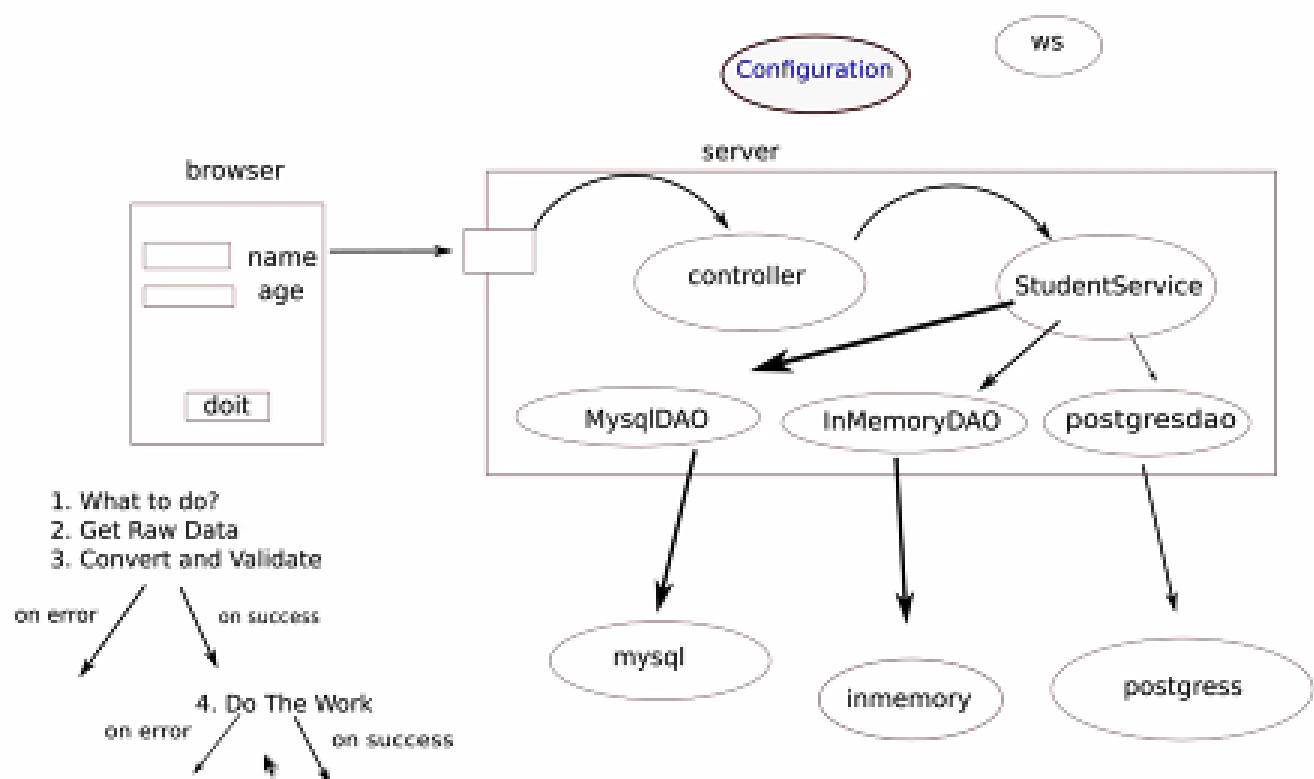 ws
Configuration
server
browser
name
age
doit
controller
StudentService
MysqlDAO
InMemoryDAO
postgresdao
1. What to do?
2. Get Raw Data
3. Convert and Validate
on error
on success
4. Do The Work
on error
on success
mysql
inmemory
postgress